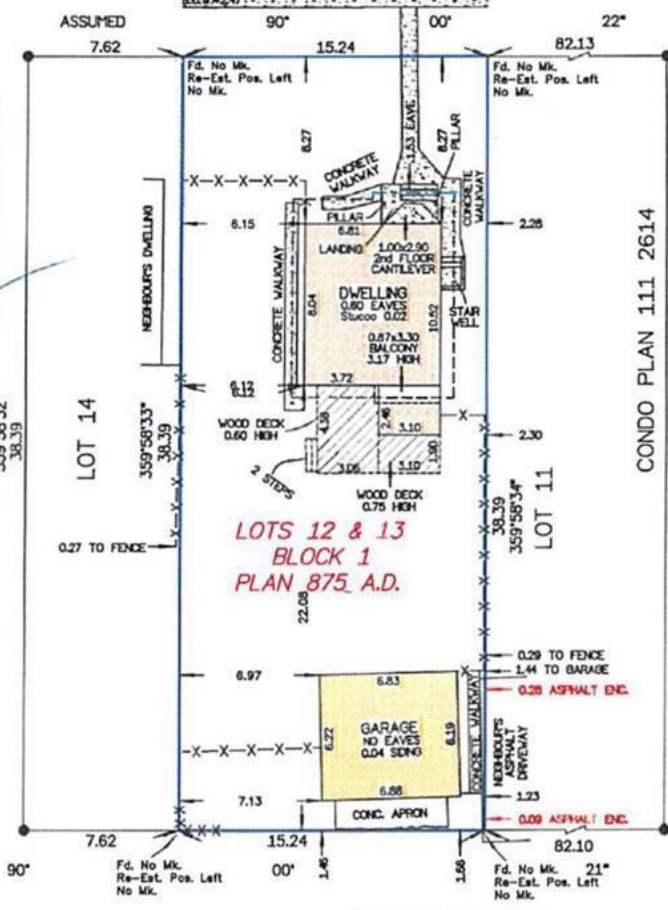 ASSUMED 90° 00' 22"
7.62 15.24 82.13
Fd. No Mk.
Re-Est. Pos. Left
No Mk.
Fd. No Mk.
Re-Est. Pos. Left
No Mk.
8.27
1.53 EAVE
8.27
PILLAR
CONCRETE
WALKWAY
CONCRETE
WALKWAY
NEIGHBOUR'S DWELLING
6.15
PILLAR
6.81
2.28
LANDING
1.00x2.90
2nd FLOOR
CANTILEVER
CONCRETE WALKWAY
8.04
DWELLING
0.60 EAVES
Stucco 0.02
10.52
STAIR
WELL
0.87x3.30
BALCONY
3.17 HIGH
CONDO PLAN 111 2614
6.12
6.12
3.72
WOOD DECK
0.60 HIGH
4.38
2.46
3.10
2.30
LOT 14
359°58'33"
38.39
38.39
2 STEPS
3.06
3.10
1.90
WOOD DECK
0.75 HIGH
38.39
359°58'34"
LOT 11
0.27 TO FENCE
LOTS 12 & 13
BLOCK 1
PLAN 875 A.D.
22.08
0.29 TO FENCE
1.44 TO GARAGE
0.28 ASPHALT ENC.
6.97
6.83
6.22
GARAGE
NO EAVES
0.04 SIDING
6.19
CONCRETE WALKWAY
NEIGHBOUR'S
ASPHALT
DRIVEWAY
6.88
7.13
1.23
CONC. APRON
0.09 ASPHALT ENC.
7.62 15.24 82.10
90° 00' 21"
Fd. No Mk.
Re-Est. Pos. Left
No Mk.
1.45
1.66
Fd. No Mk.
Re-Est. Pos. Left
No Mk.